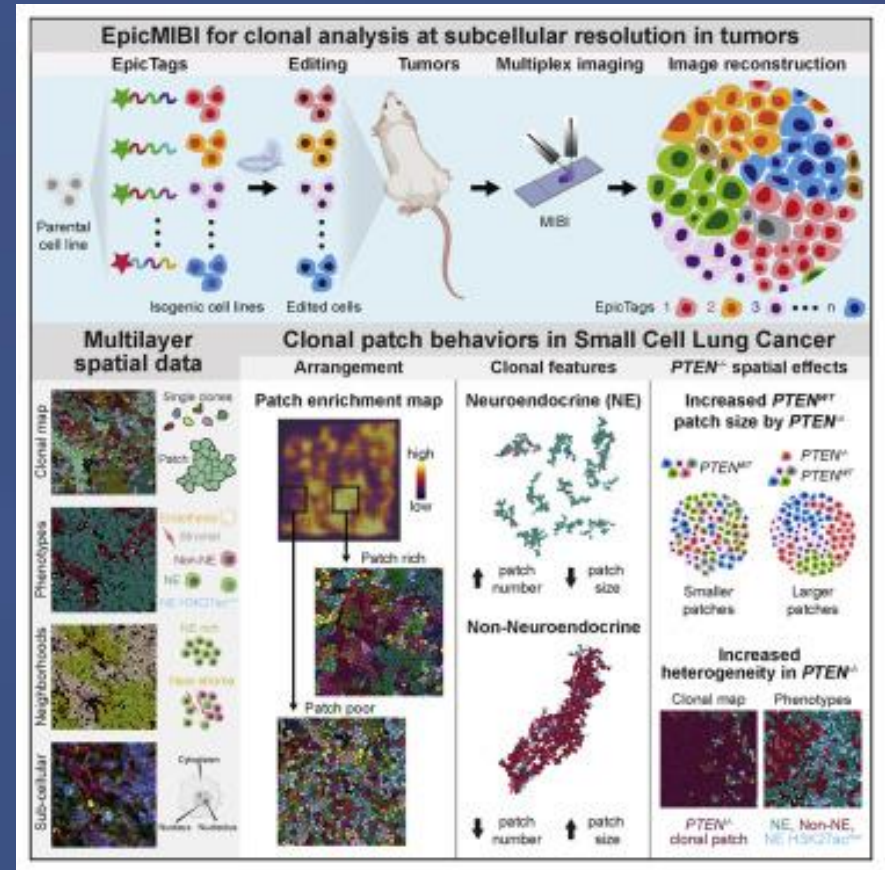 EpicMIBI for clonal analysis at subcellular resolution in tumors
EpicTags
Editing
Tumors
Multiplex imaging
Image reconstruction
Parental
cell line
MIBI
Isogenic cell lines
Edited cells
EpicTags 1 2 3 n
Multilayer
spatial data
Clonal map
Single clones
Patch
Phenotypes
Stromal
Non-NE
NE
Neighborhoods
NE rich
Sub-cellular
Cytoplasm
Nucleus
Nucleolus
Clonal patch behaviors in Small Cell Lung Cancer
Arrangement
Patch enrichment map
high
low
Patch rich
Patch poor
Clonal features
Neuroendocrine (NE)
patch
number
patch
size
Non-Neuroendocrine
patch
number
patch
size
PTEN-/- spatial effects
Increased PTENWT
patch size by PTEN-/-
PTENWT
PTEN-/-
PTENWT
Smaller
patches
Larger
patches
Increased
heterogeneity in PTEN-/-
Clonal map
Phenotypes
PTEN-/-
clonal patch
NE, Non-NE,
NE H3K27ac